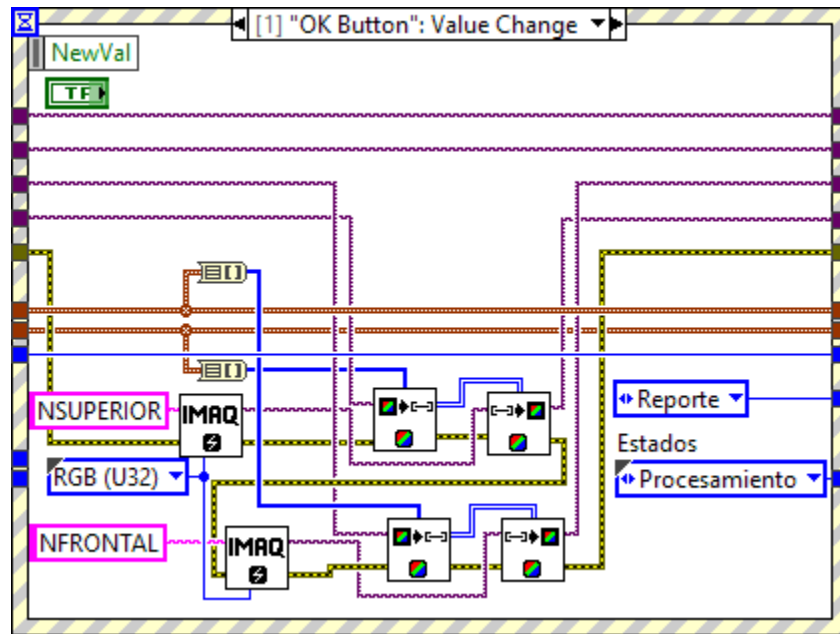 [1] "OK Button": Value Change
NewVal
TF
NSUPERIOR
IMAQ
Reporte
Estados
RGB (U32)
Procesamiento
NFRONTAL
IMAQ